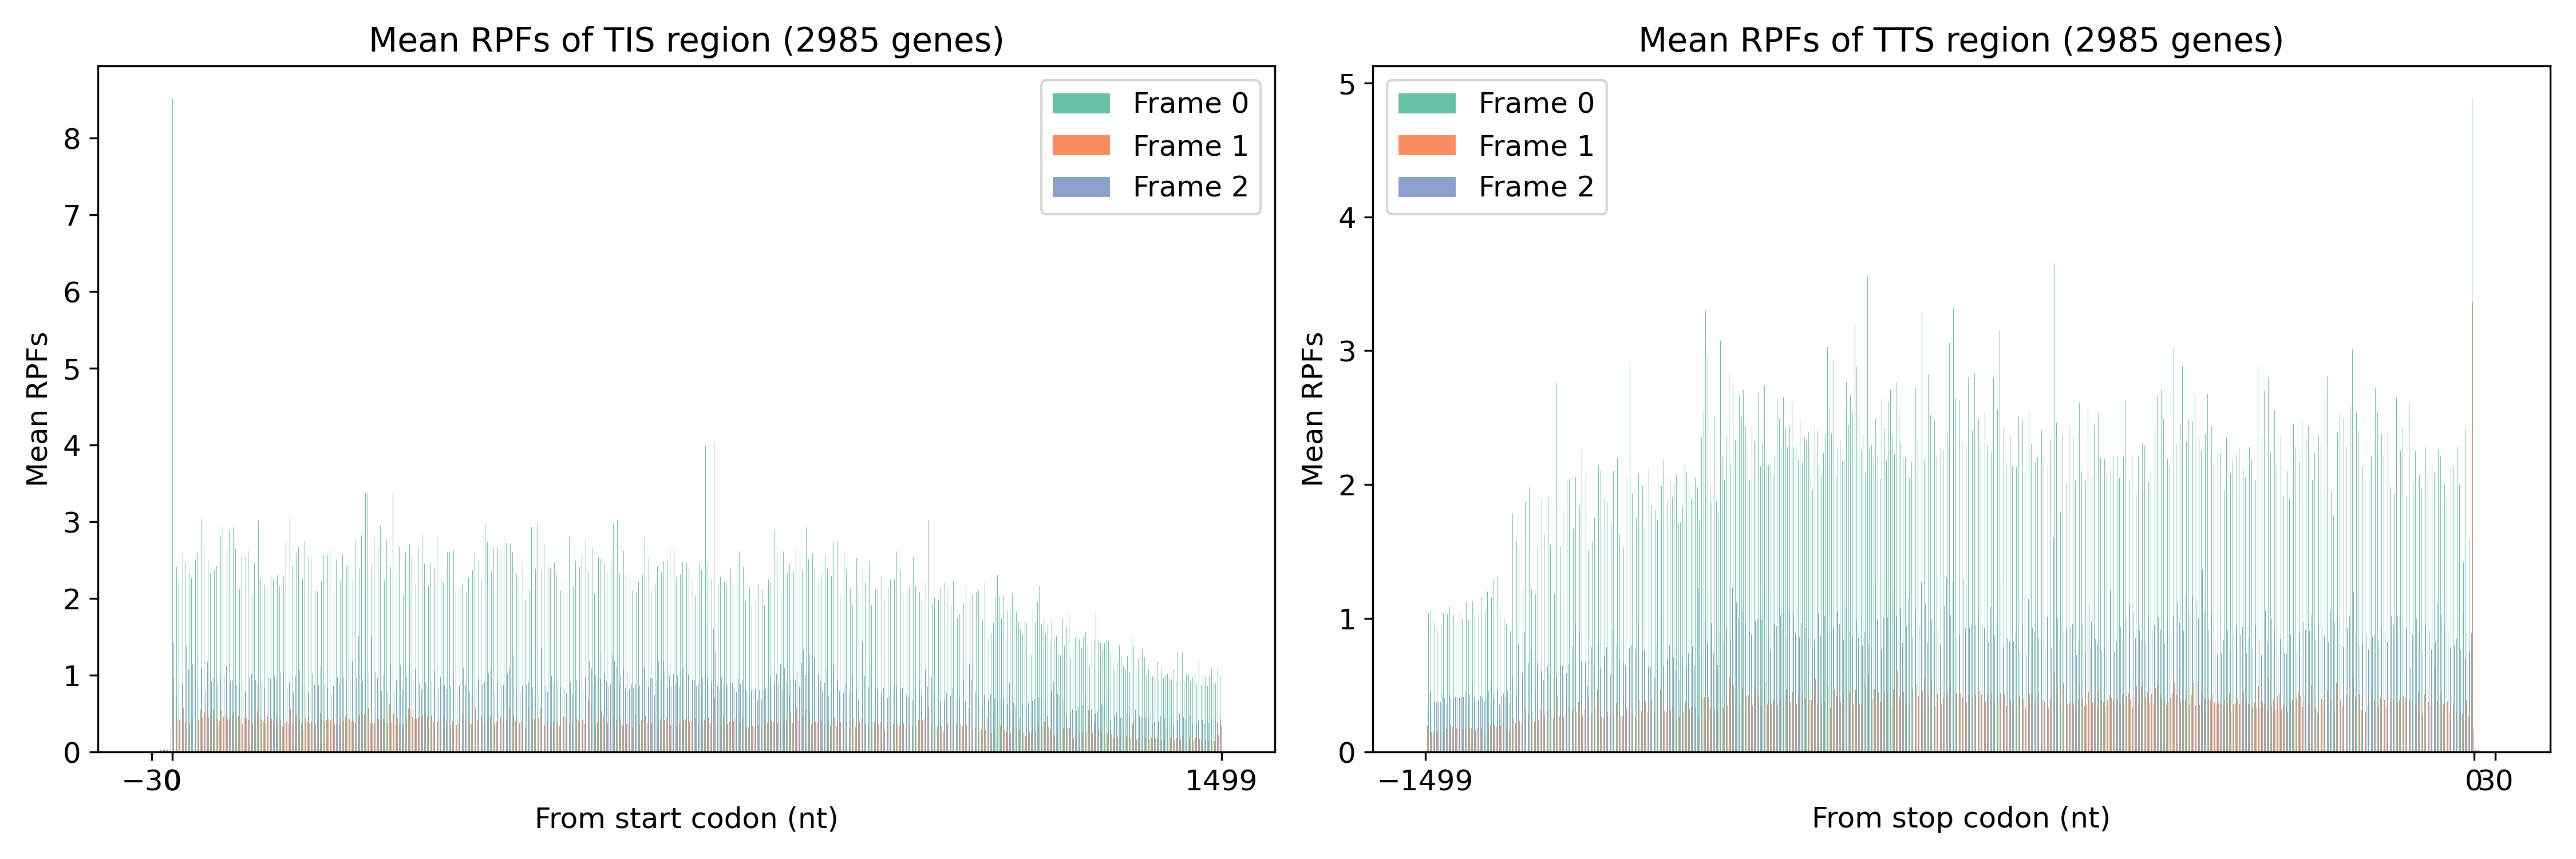 Mean RPFs of TIS region (2985 genes)
Frame 0
Frame 1
Frame 2
8
7
6
5
4
3
2
1
0
Mean RPFs
−30
0
1499
From start codon (nt)
Mean RPFs of TTS region (2985 genes)
Frame 0
Frame 1
Frame 2
5
4
3
2
1
0
Mean RPFs
−1499
0
30
From stop codon (nt)